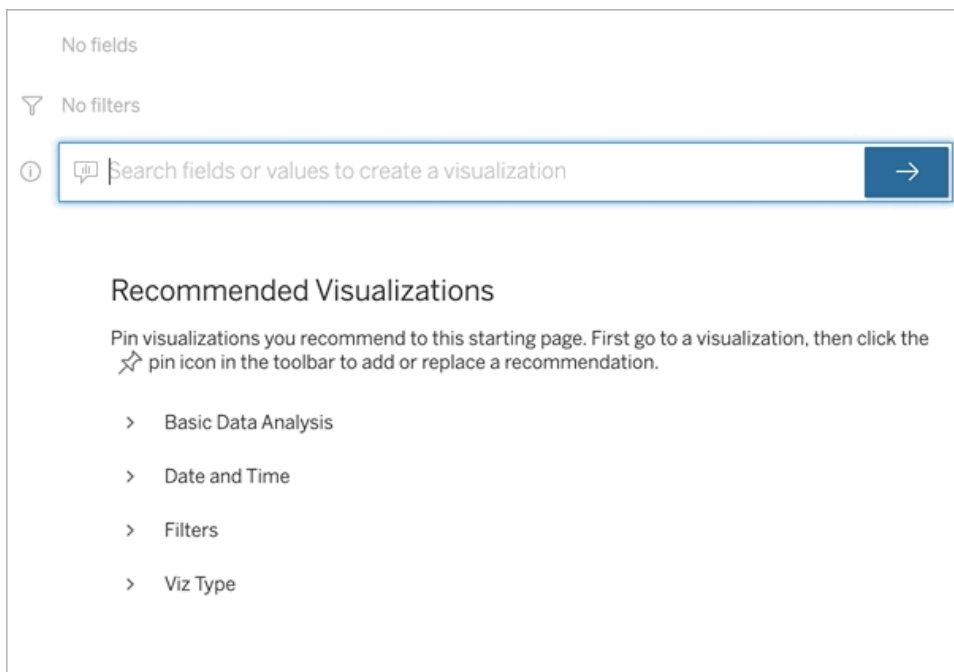 No fields
No filters
Search fields or values to create a visualization
Recommended Visualizations
Pin visualizations you recommend to this starting page. First go to a visualization, then click the
pin icon in the toolbar to add or replace a recommendation.
Basic Data Analysis
Date and Time
Filters
Viz Type